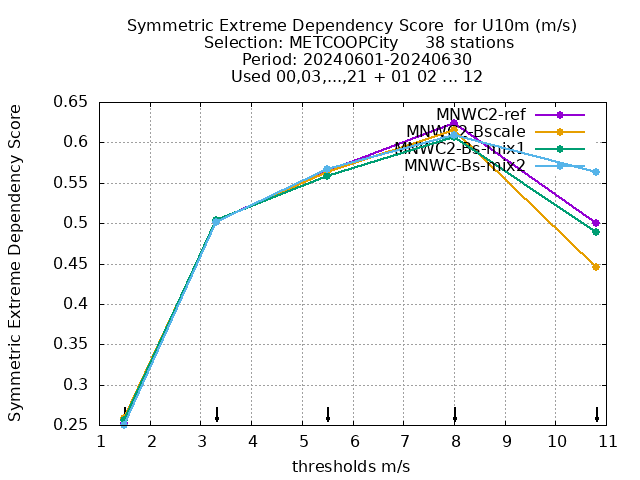 Symmetric Extreme Dependency Score for U10m (m/s)
Selection: METCOOPCity 38 stations
Period: 20240601-20240630
Used 00,03,...,21 + 01 02 ... 12
Symmetric Extreme Dependency Score
0.65
0.6
0.55
0.5
0.45
0.4
0.35
0.3
0.25
MNWC2-ref
MNWC2-Bscale
MNWC2-Bs-mix1
MNWC-Bs-mix2
1 2 3 4 5 6 7 8 9 10 11
thresholds m/s